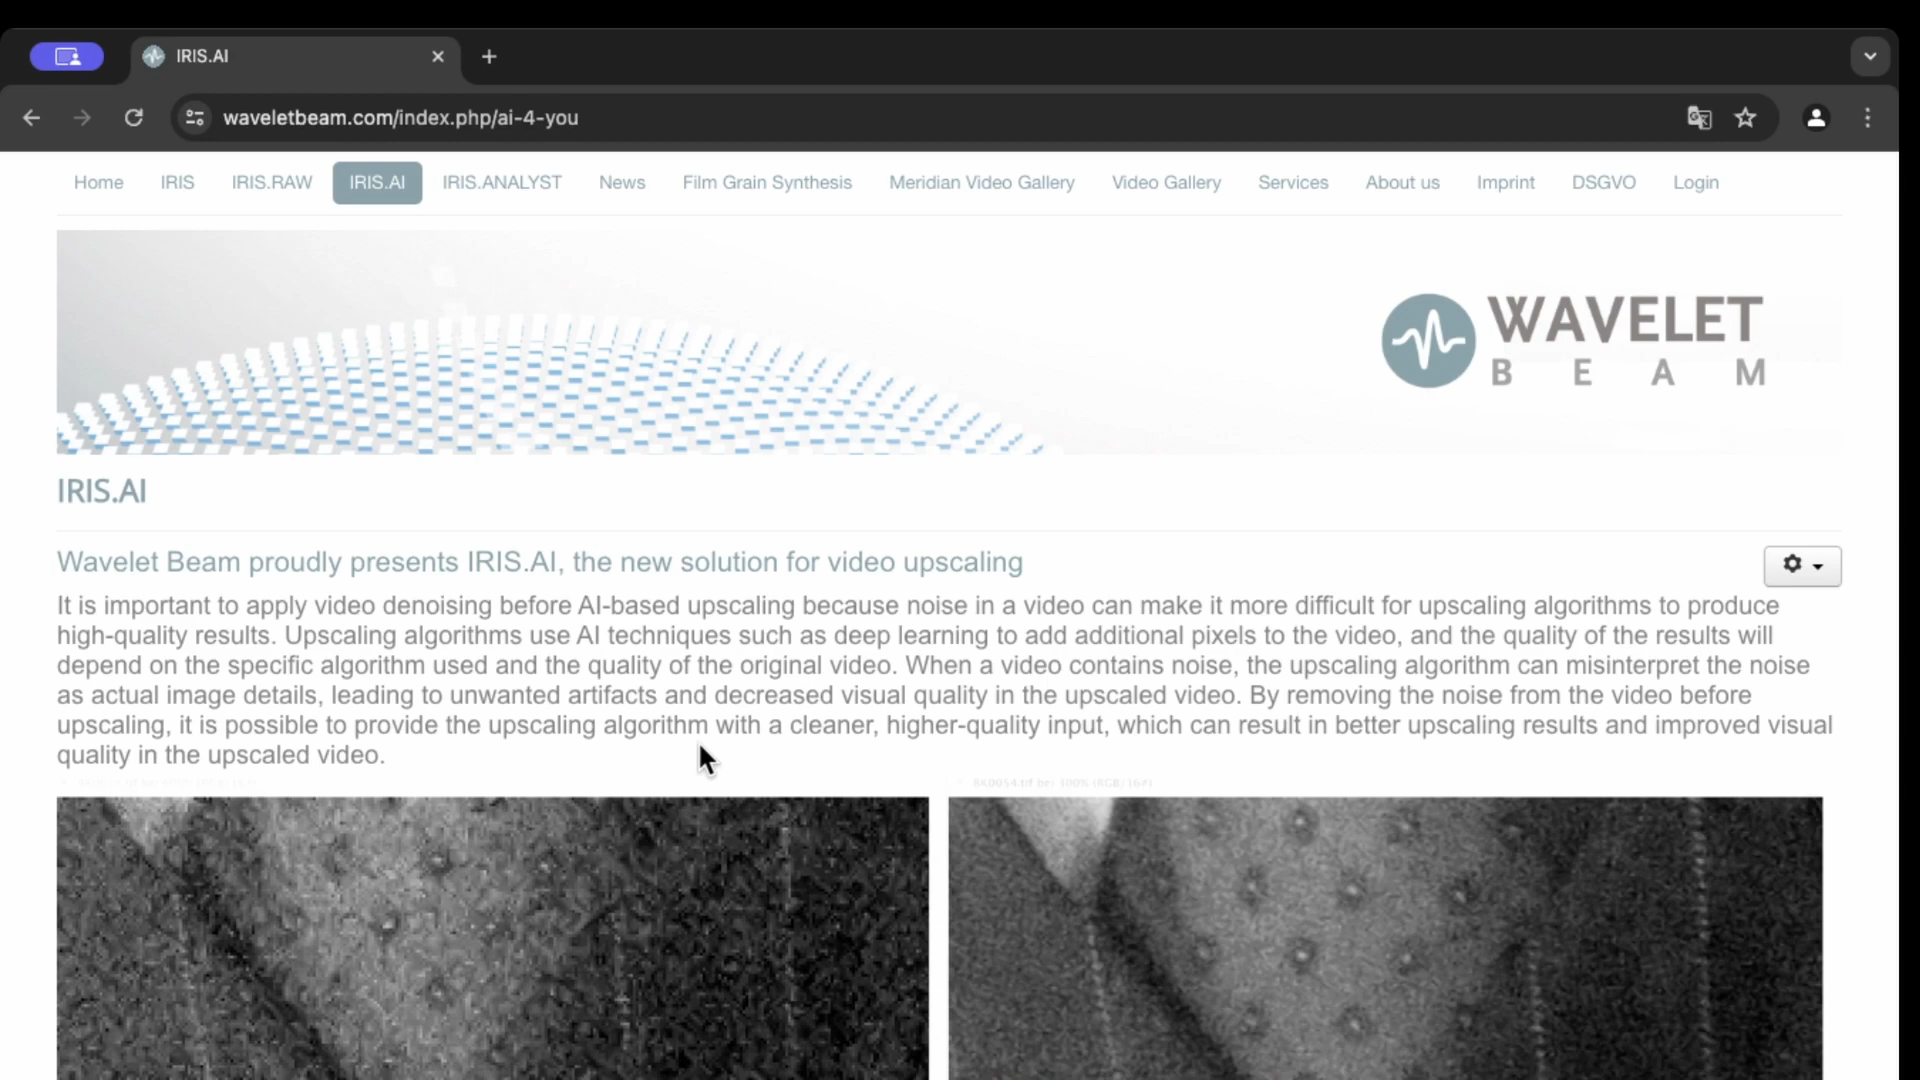 IRIS.AI
waveletbeam.com/index.php/ai-4-you
Home IRIS IRIS.RAW IRIS.AI IRIS.ANALYST News Film Grain Synthesis Meridian Video Gallery Video Gallery Services About us Imprint DSGVO Login
WAVELET
BEAM
IRIS.AI
Wavelet Beam proudly presents IRIS.AI, the new solution for video upscaling
It is important to apply video denoising before AI-based upscaling because noise in a video can make it more difficult for upscaling algorithms to produce
high-quality results. Upscaling algorithms use AI techniques such as deep learning to add additional pixels to the video, and the quality of the results will
depend on the specific algorithm used and the quality of the original video. When a video contains noise, the upscaling algorithm can misinterpret the noise
as actual image details, leading to unwanted artifacts and decreased visual quality in the upscaled video. By removing the noise from the video before
upscaling, it is possible to provide the upscaling algorithm with a cleaner, higher-quality input, which can result in better upscaling results and improved visual
quality in the upscaled video.